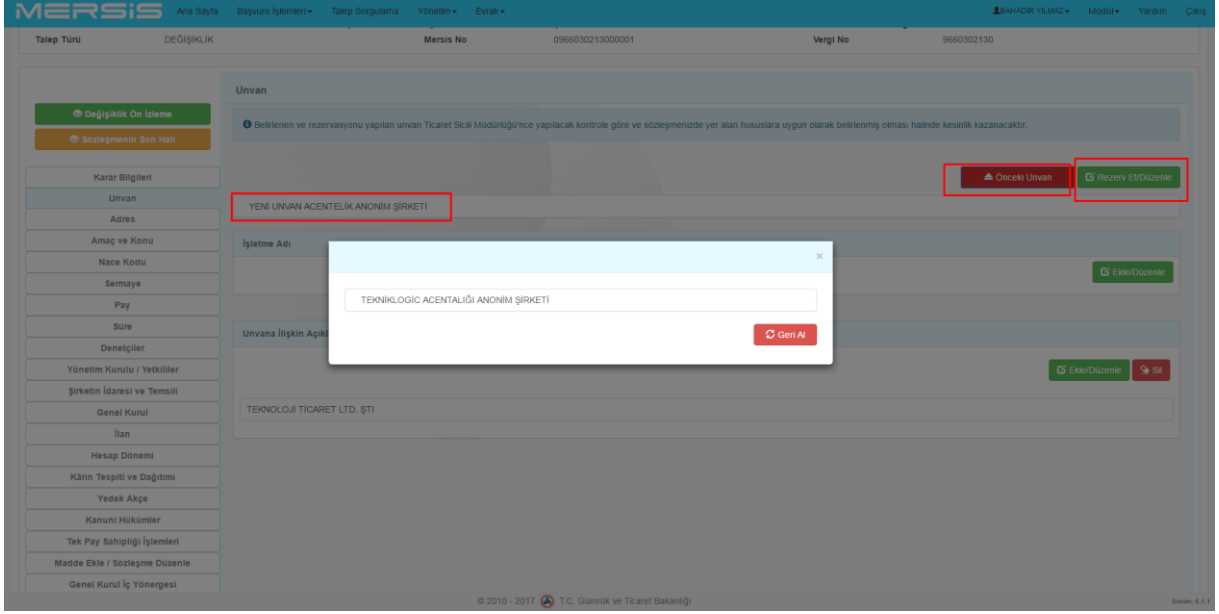 MERSiS Ana Sayfa Başvuru İşlemleri Talep Sorgulama Yönetim Evrak BAHADIR YILMAZ Modül Yardım Çıkış
Talep Türü DEĞİŞİKLİK Mersis No 0966030213000001 Vergi No 9660302130
Unvan
Değişiklik Ön İzleme
Belirlenen ve rezervasyonu yapılan unvan Ticaret Sicili Müdürlüğü'nce yapılacak kontrole göre ve sözleşmenizde yer alan hususlara uygun olarak belirlenmiş olması halinde kesinlik kazanacaktır.
Sözleşmenin Son Hali
Karar Bilgileri
Önceki Unvan Rezerv Et/Düzenle
Unvan
YENİ UNVAN ACENTELİK ANONİM ŞİRKETİ
Adres
Amaç ve Konu
İşletme Adı
×
Nace Kodu
Ekle/Düzenle
Sermaye
Pay
TEKNİKLOGİC ACENTALIĞI ANONİM ŞİRKETİ
Süre
Unvana İlişkin Açıkl
Geri Al
Denetçiler
Yönetim Kurulu / Yetkililer
Ekle/Düzenle Sil
Şirketin İdaresi ve Temsili
Genel Kurul
TEKNOLOJİ TİCARET LTD. ŞTİ
İlan
Hesap Dönemi
Kârın Tespiti ve Dağıtımı
Yedek Akçe
Kanuni Hükümler
Tek Pay Sahipliği İşlemleri
Madde Ekle / Sözleşme Düzenle
Genel Kurul İç Yönergesi
© 2010 - 2017 T.C. Gümrük ve Ticaret Bakanlığı